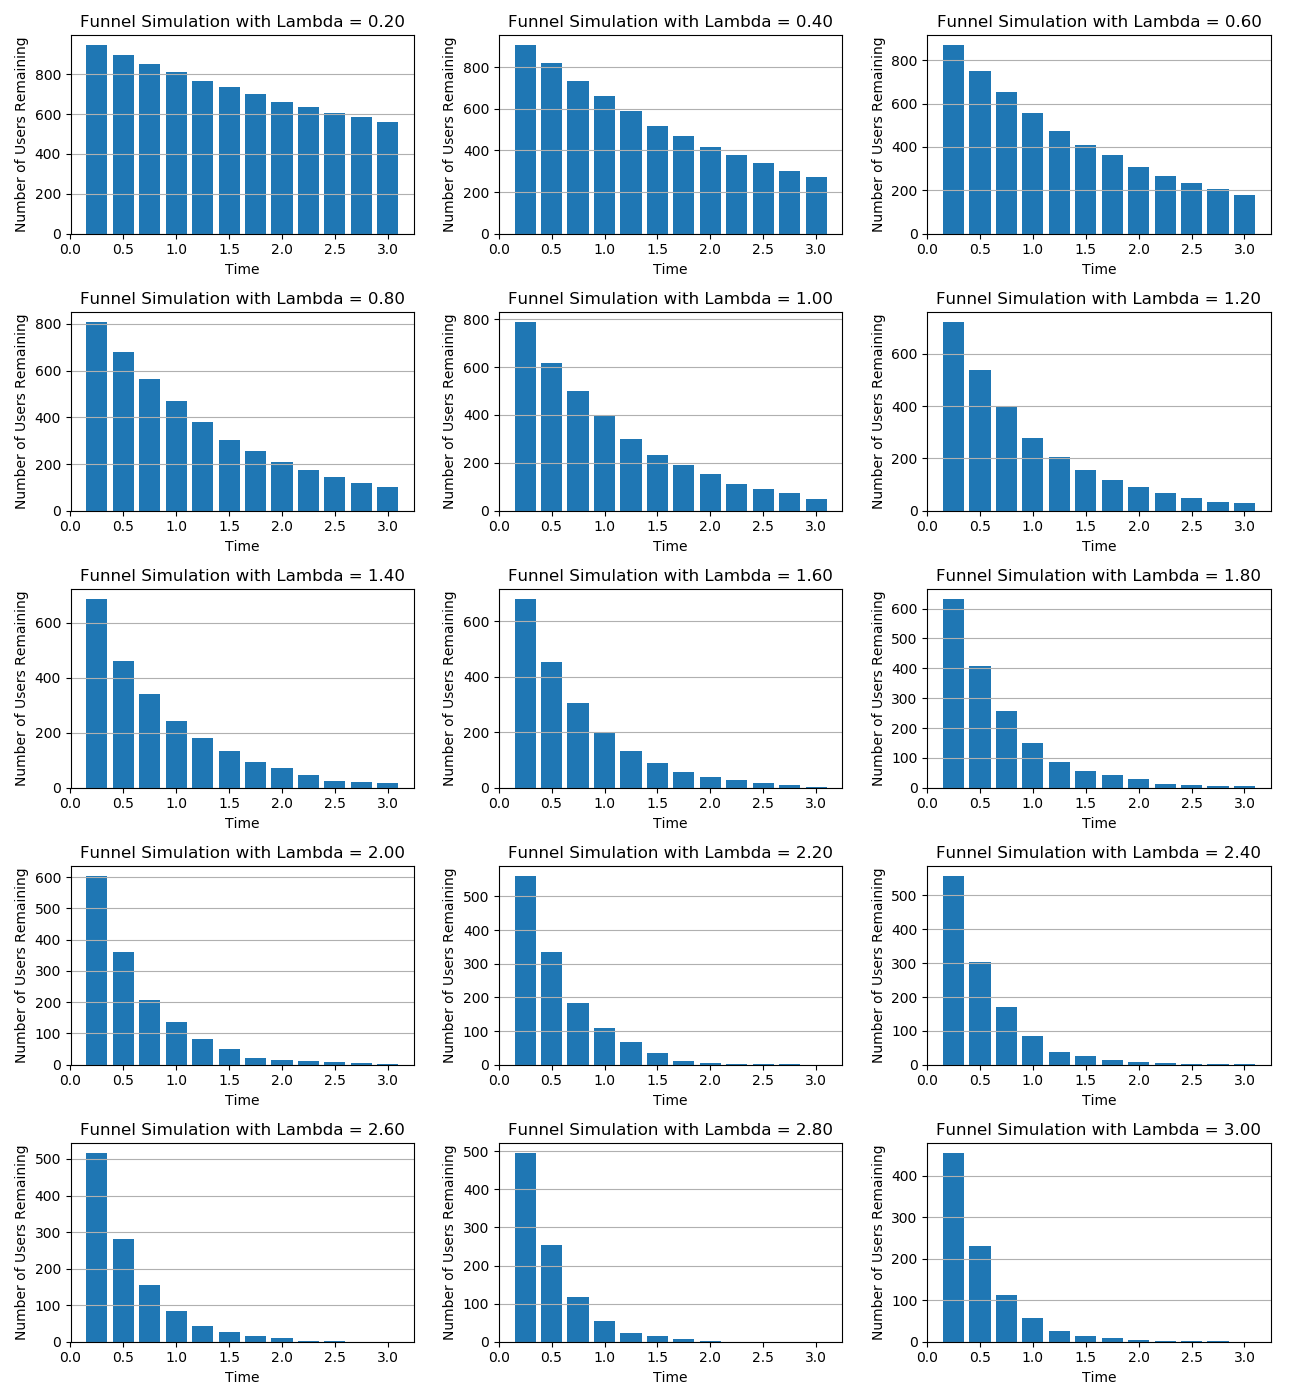 Funnel Simulation with Lambda = 0.20
Number of Users Remaining
800
600
400
200
0
0.0 0.5 1.0 1.5 2.0 2.5 3.0
Time
Funnel Simulation with Lambda = 0.40
Number of Users Remaining
800
600
400
200
0
0.0 0.5 1.0 1.5 2.0 2.5 3.0
Time
Funnel Simulation with Lambda = 0.60
Number of Users Remaining
800
600
400
200
0
0.0 0.5 1.0 1.5 2.0 2.5 3.0
Time
Funnel Simulation with Lambda = 0.80
Number of Users Remaining
800
600
400
200
0
0.0 0.5 1.0 1.5 2.0 2.5 3.0
Time
Funnel Simulation with Lambda = 1.00
Number of Users Remaining
800
600
400
200
0
0.0 0.5 1.0 1.5 2.0 2.5 3.0
Time
Funnel Simulation with Lambda = 1.20
Number of Users Remaining
600
400
200
0
0.0 0.5 1.0 1.5 2.0 2.5 3.0
Time
Funnel Simulation with Lambda = 1.40
Number of Users Remaining
600
400
200
0
0.0 0.5 1.0 1.5 2.0 2.5 3.0
Time
Funnel Simulation with Lambda = 1.60
Number of Users Remaining
600
400
200
0
0.0 0.5 1.0 1.5 2.0 2.5 3.0
Time
Funnel Simulation with Lambda = 1.80
Number of Users Remaining
600
500
400
300
200
100
0
0.0 0.5 1.0 1.5 2.0 2.5 3.0
Time
Funnel Simulation with Lambda = 2.00
Number of Users Remaining
600
500
400
300
200
100
0
0.0 0.5 1.0 1.5 2.0 2.5 3.0
Time
Funnel Simulation with Lambda = 2.20
Number of Users Remaining
500
400
300
200
100
0
0.0 0.5 1.0 1.5 2.0 2.5 3.0
Time
Funnel Simulation with Lambda = 2.40
Number of Users Remaining
500
400
300
200
100
0
0.0 0.5 1.0 1.5 2.0 2.5 3.0
Time
Funnel Simulation with Lambda = 2.60
Number of Users Remaining
500
400
300
200
100
0
0.0 0.5 1.0 1.5 2.0 2.5 3.0
Time
Funnel Simulation with Lambda = 2.80
Number of Users Remaining
500
400
300
200
100
0
0.0 0.5 1.0 1.5 2.0 2.5 3.0
Time
Funnel Simulation with Lambda = 3.00
Number of Users Remaining
400
300
200
100
0
0.0 0.5 1.0 1.5 2.0 2.5 3.0
Time